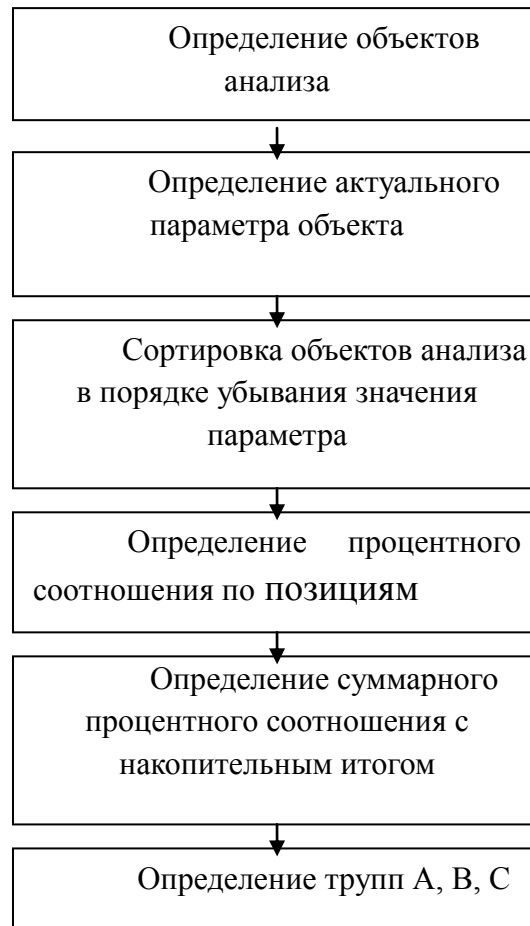 Определение объектов
анализа
Определение актуального
параметра объекта
Сортировка объектов анализа
в порядке убывания значения
параметра
Определение процентного
соотношения по позициям
Определение суммарного
процентного соотношения с
накопительным итогом
Определение трупп А, В, С